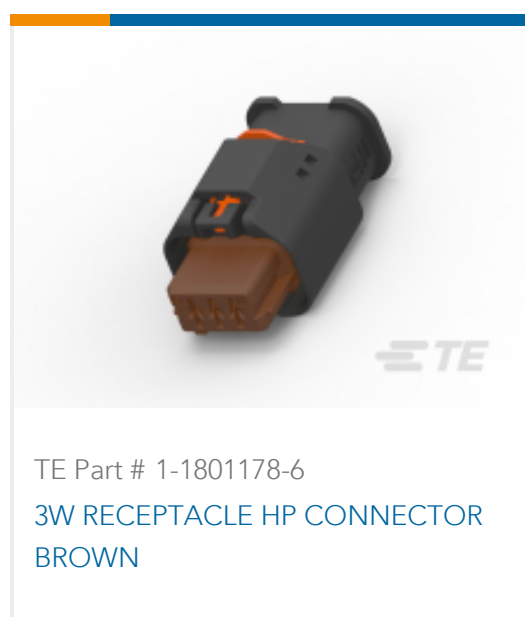 TE
TE Part # 1-1801178-6
3W RECEPTACLE HP CONNECTOR
BROWN